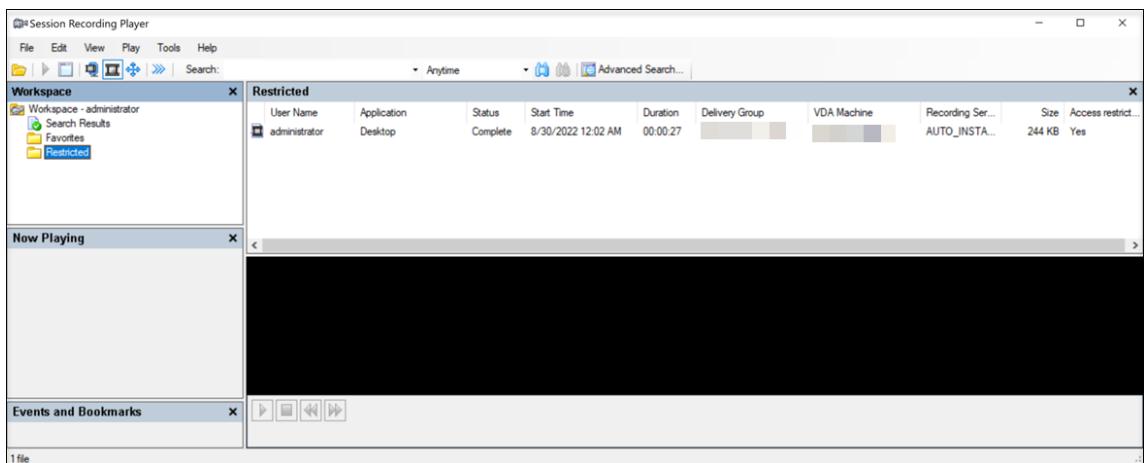 Session Recording Player
File Edit View Play Tools Help
Search: Anytime Advanced Search...
Workspace
Workspace - administrator
Search Results
Favorites
Restricted
Restricted
User Name Application Status Start Time Duration Delivery Group VDA Machine Recording Ser... Size Access restrict...
administrator Desktop Complete 8/30/2022 12:02 AM 00:00:27 AUTO_INSTA... 244 KB Yes
Now Playing
Events and Bookmarks
1 file